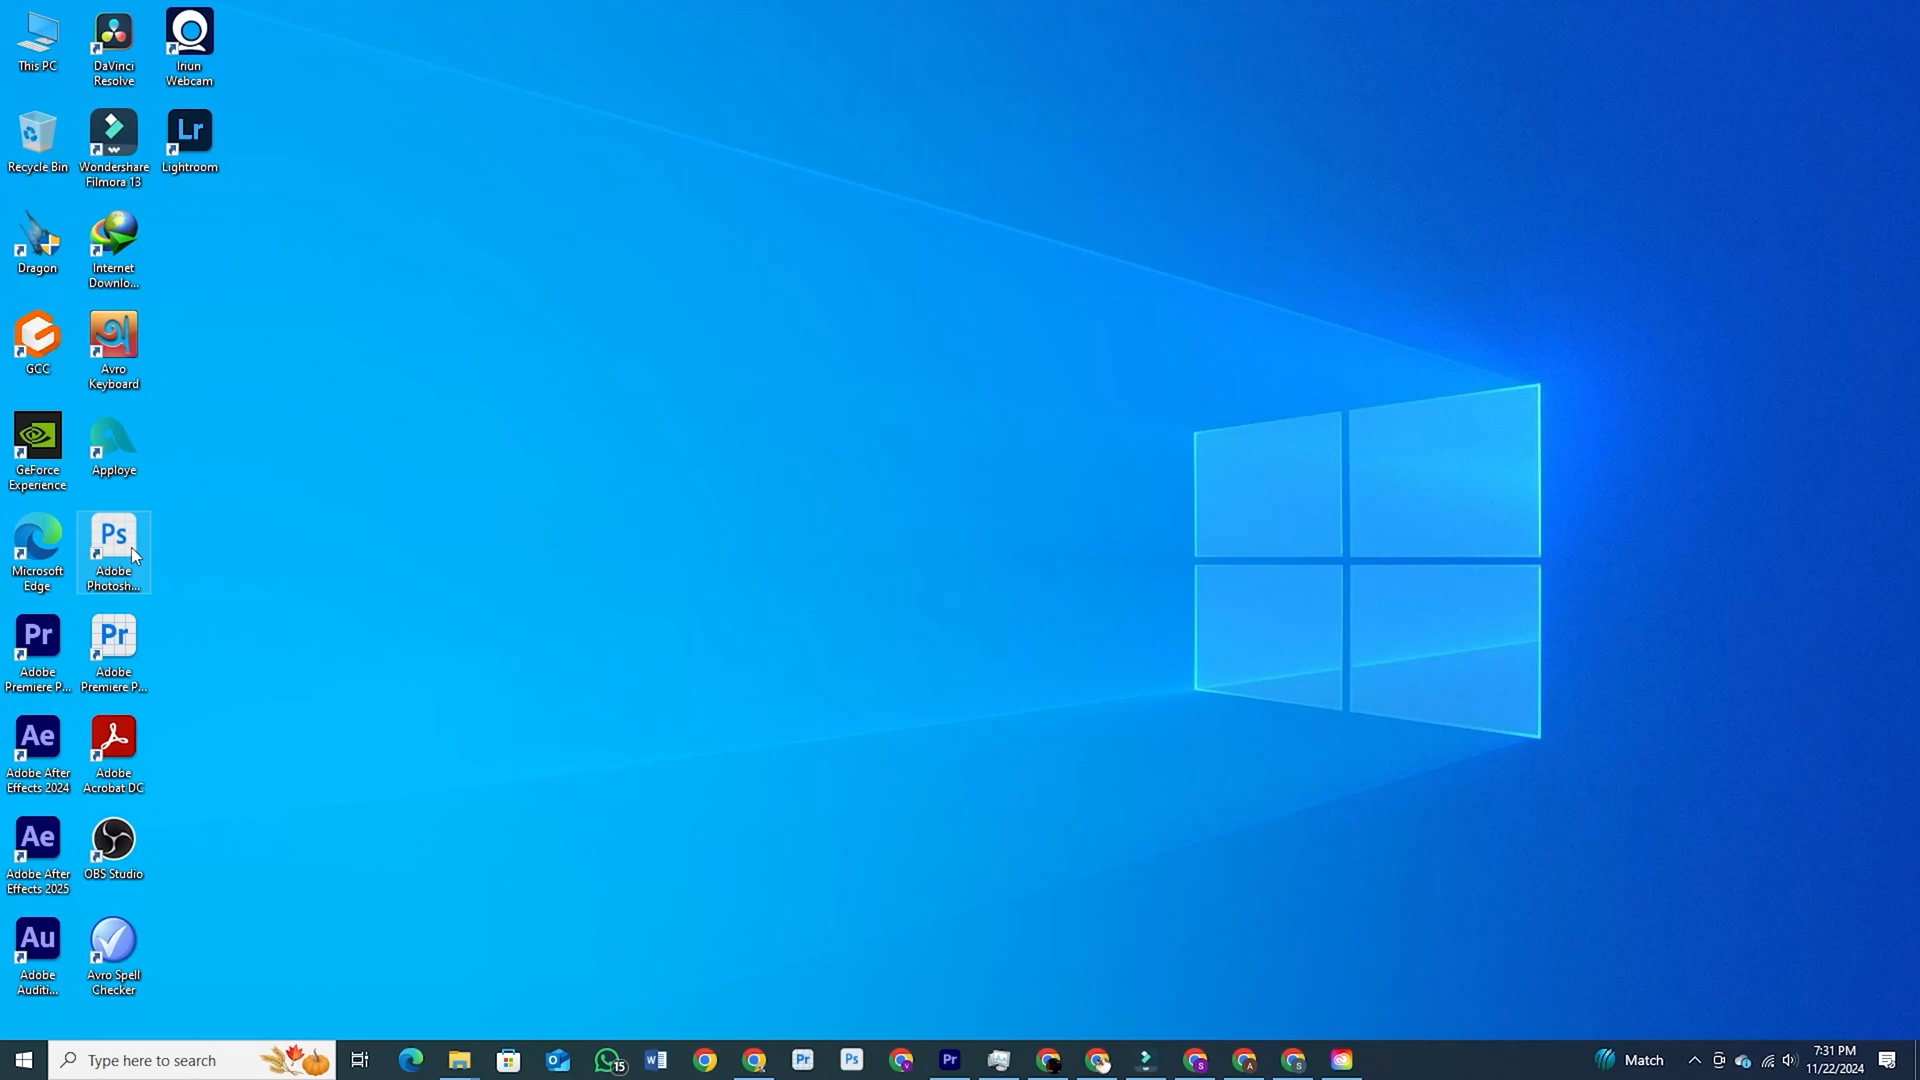 This PC
DaVinci
Resolve
Iriun
Webcam
Recycle Bin
Wondershare
Filmora 13
Lr
Lightroom
Dragon
Internet
Downlo...
GCC
Avro
Keyboard
GeForce
Experience
Apploye
Microsoft
Edge
Ps
Adobe
Photosh...
Pr
Adobe
Premiere P...
Pr
Adobe
Premiere P...
Ae
Adobe After
Effects 2024
Adobe
Acrobat DC
Ae
Adobe After
Effects 2025
OBS Studio
Au
Adobe
Auditi...
Avro Spell
Checker
Type here to search
15
Pr
Ps
Pr
Match
7:31 PM
11/22/2024